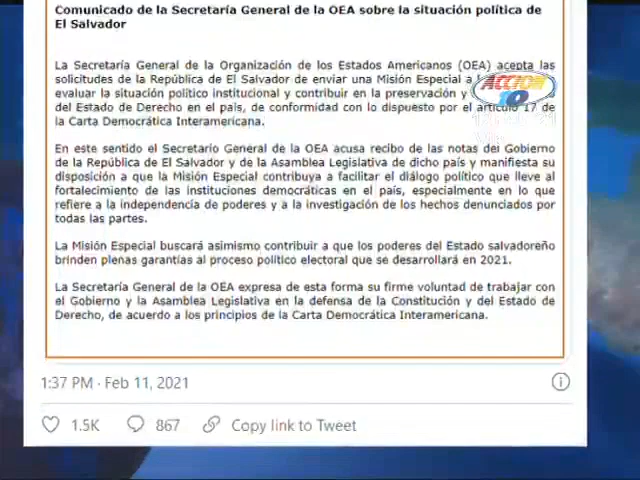 Comunicado de la Secretaría General de la OEA sobre la situación política de
El Salvador
La Secretaría General de la Organización de los Estados Americanos (OEA) acepta las
solicitudes de la República de El Salvador de enviar una Misión Especial a
evaluar la situación político institucional y contribuir en la preservación y
del Estado de Derecho en el país, de conformidad con lo dispuesto por el artículo 17 de
la Carta Democrática Interamericana.
ACCION
10
En este sentido el Secretario General de la OEA acusa recibo de las notas del Gobierno
de la República de El Salvador y de la Asamblea Legislativa de dicho país y manifiesta su
disposición a que la Misión Especial contribuya a facilitar el diálogo político que lleve al
fortalecimiento de las instituciones democráticas en el país, especialmente en lo que
refiere a la independencia de poderes y a la investigación de los hechos denunciados por
todas las partes.
La Misión Especial buscará asimismo contribuir a que los poderes del Estado salvadoreño
brinden plenas garantías al proceso político electoral que se desarrollará en 2021.
La Secretaría General de la OEA expresa de esta forma su firme voluntad de trabajar con
el Gobierno y la Asamblea Legislativa en la defensa de la Constitución y del Estado de
Derecho, de acuerdo a los principios de la Carta Democrática Interamericana.
1:37 PM · Feb 11, 2021
1.5K 867 Copy link to Tweet